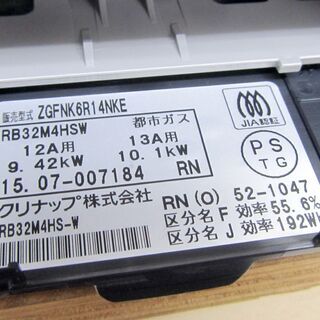 販売型式 ZGFNK6R14NKE
RB32M4HSW 都市ガス
12A用 13A用
9.42kW 10.1kW
15.07-007184 RN
クリナップ株式会社
RB32M4HS-W
JIA認証
PS
TG
RN (O) 52-1047
区分名 F 効率 55.6%
区分名 J 効率 192Wh